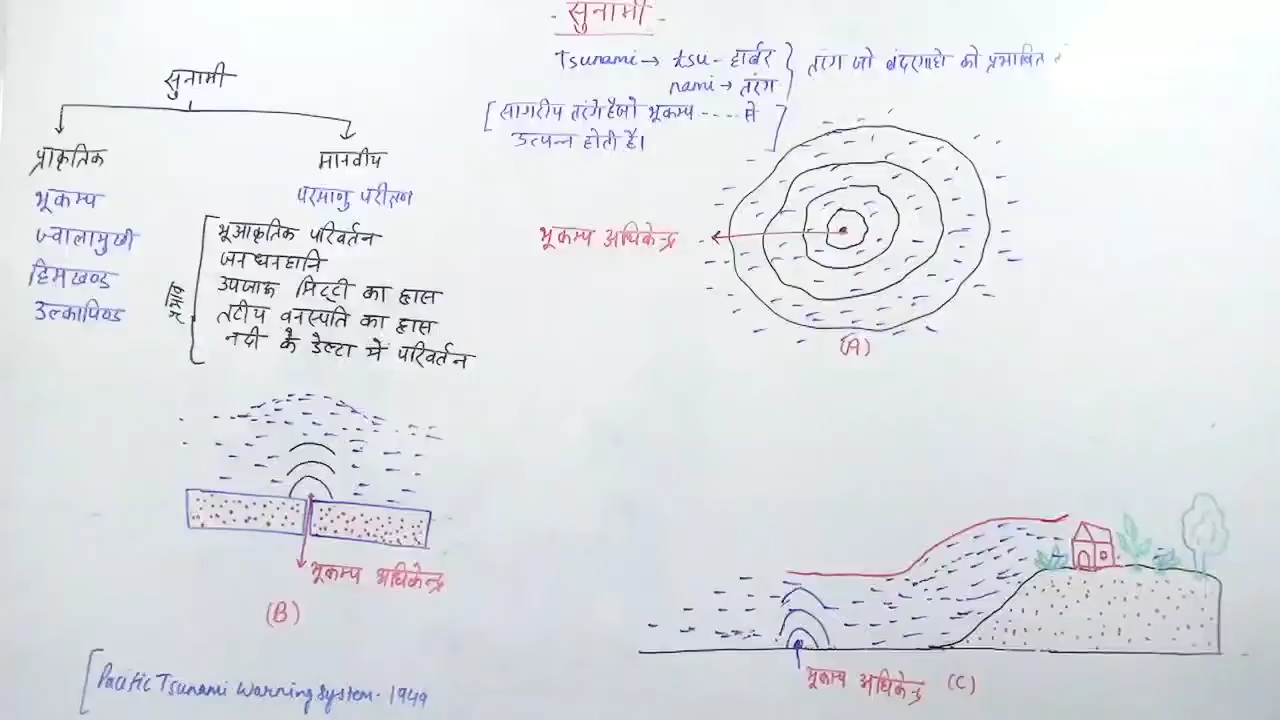 - सुनामी -
Tsunami → tsu - हार्बर
nami → तरंग
तरंग जो बंदरगाहो को प्रभावित
[सागरीय तरंगे है जो भूकम्प ---- से
उत्पन्न होती है।]
सुनामी
प्राकृतिक
मानवीय
भूकम्प
ज्वालामुखी
हिमखण्ड
उल्कापिण्ड
परमाणु परीक्षण
भूआकृतिक परिवर्तन
जन धनहानि
उपजाऊ मिट्टी का ह्रास
तटीय वनस्पति का ह्रास
नदी के डेल्टा में परिवर्तन
भूकम्प अधिकेन्द्र
(A)
भूकम्प अधिकेन्द्र
(B)
भूकम्प अधिकेन्द्र (C)
[Pacific Tsunami Warning System - 1949